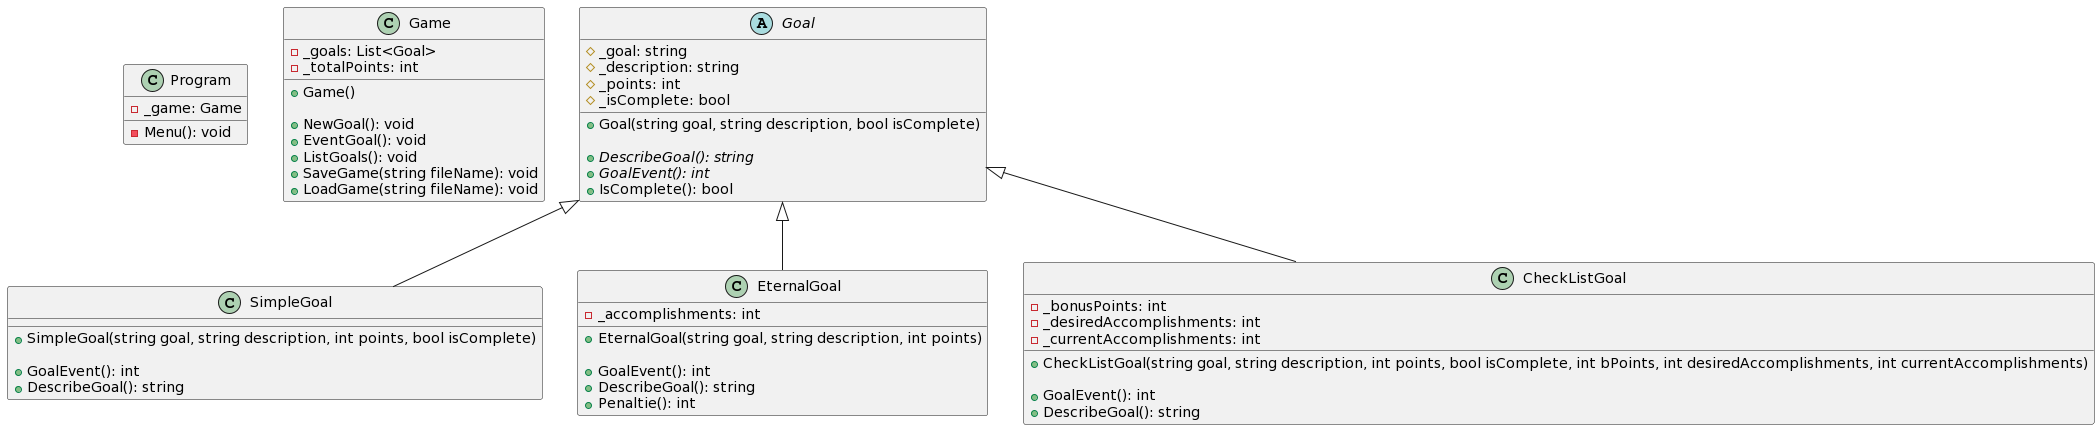 C Program
_game: Game
Menu(): void
C Game
_goals: List<Goal>
_totalPoints: int
Game()
NewGoal(): void
EventGoal(): void
ListGoals(): void
SaveGame(string fileName): void
LoadGame(string fileName): void
A Goal
_goal: string
_description: string
_points: int
_isComplete: bool
Goal(string goal, string description, bool isComplete)
DescribeGoal(): string
GoalEvent(): int
IsComplete(): bool
C SimpleGoal
SimpleGoal(string goal, string description, int points, bool isComplete)
GoalEvent(): int
DescribeGoal(): string
C EternalGoal
_accomplishments: int
EternalGoal(string goal, string description, int points)
GoalEvent(): int
DescribeGoal(): string
Penaltie(): int
C CheckListGoal
_bonusPoints: int
_desiredAccomplishments: int
_currentAccomplishments: int
CheckListGoal(string goal, string description, int points, bool isComplete, int bPoints, int desiredAccomplishments, int currentAccomplishments)
GoalEvent(): int
DescribeGoal(): string